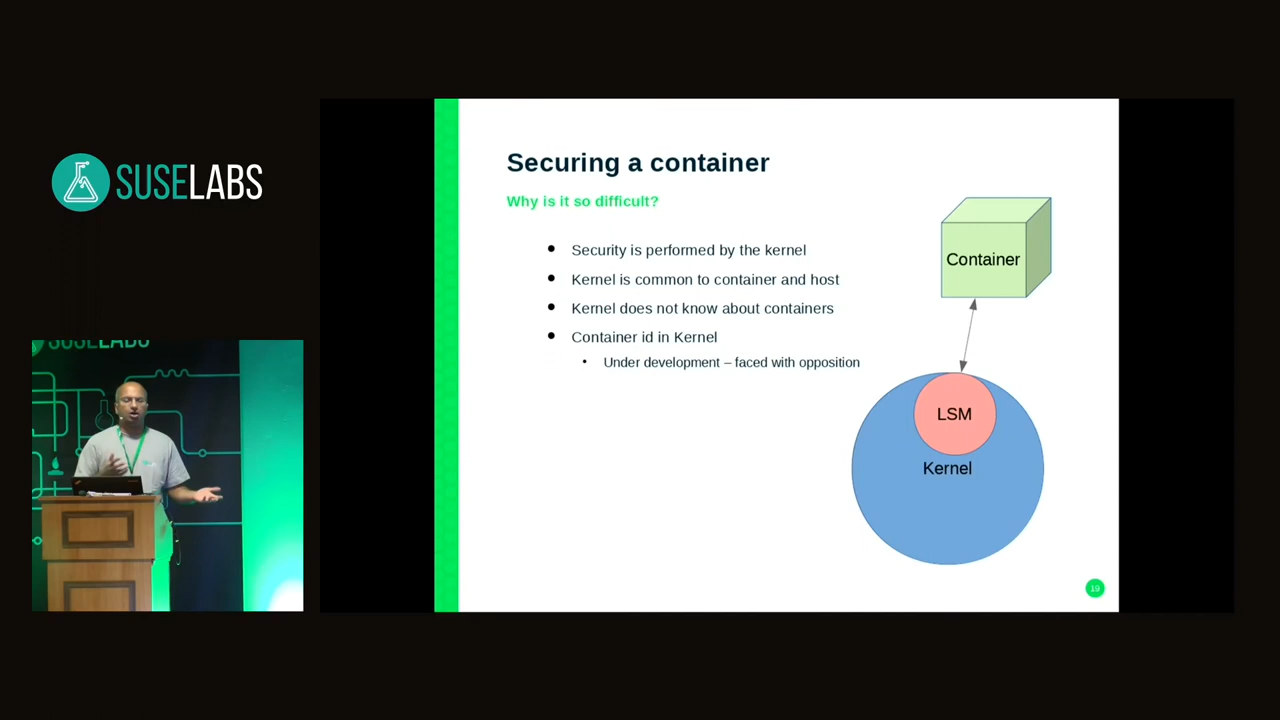 SUSELABS
Securing a container
Why is it so difficult?
Security is performed by the kernel
Kernel is common to container and host
Kernel does not know about containers
Container id in Kernel
Under development – faced with opposition
Container
LSM
Kernel
19
SUSELABS